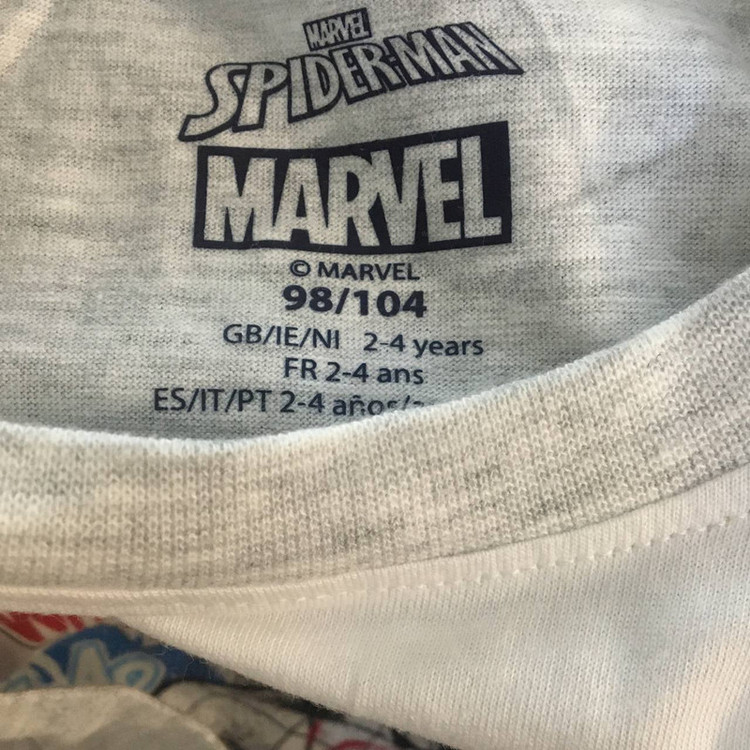 MARVEL
SPIDER-MAN
MARVEL
© MARVEL
98/104
GB/IE/NI 2-4 years
FR 2-4 ans
ES/IT/PT 2-4 años/